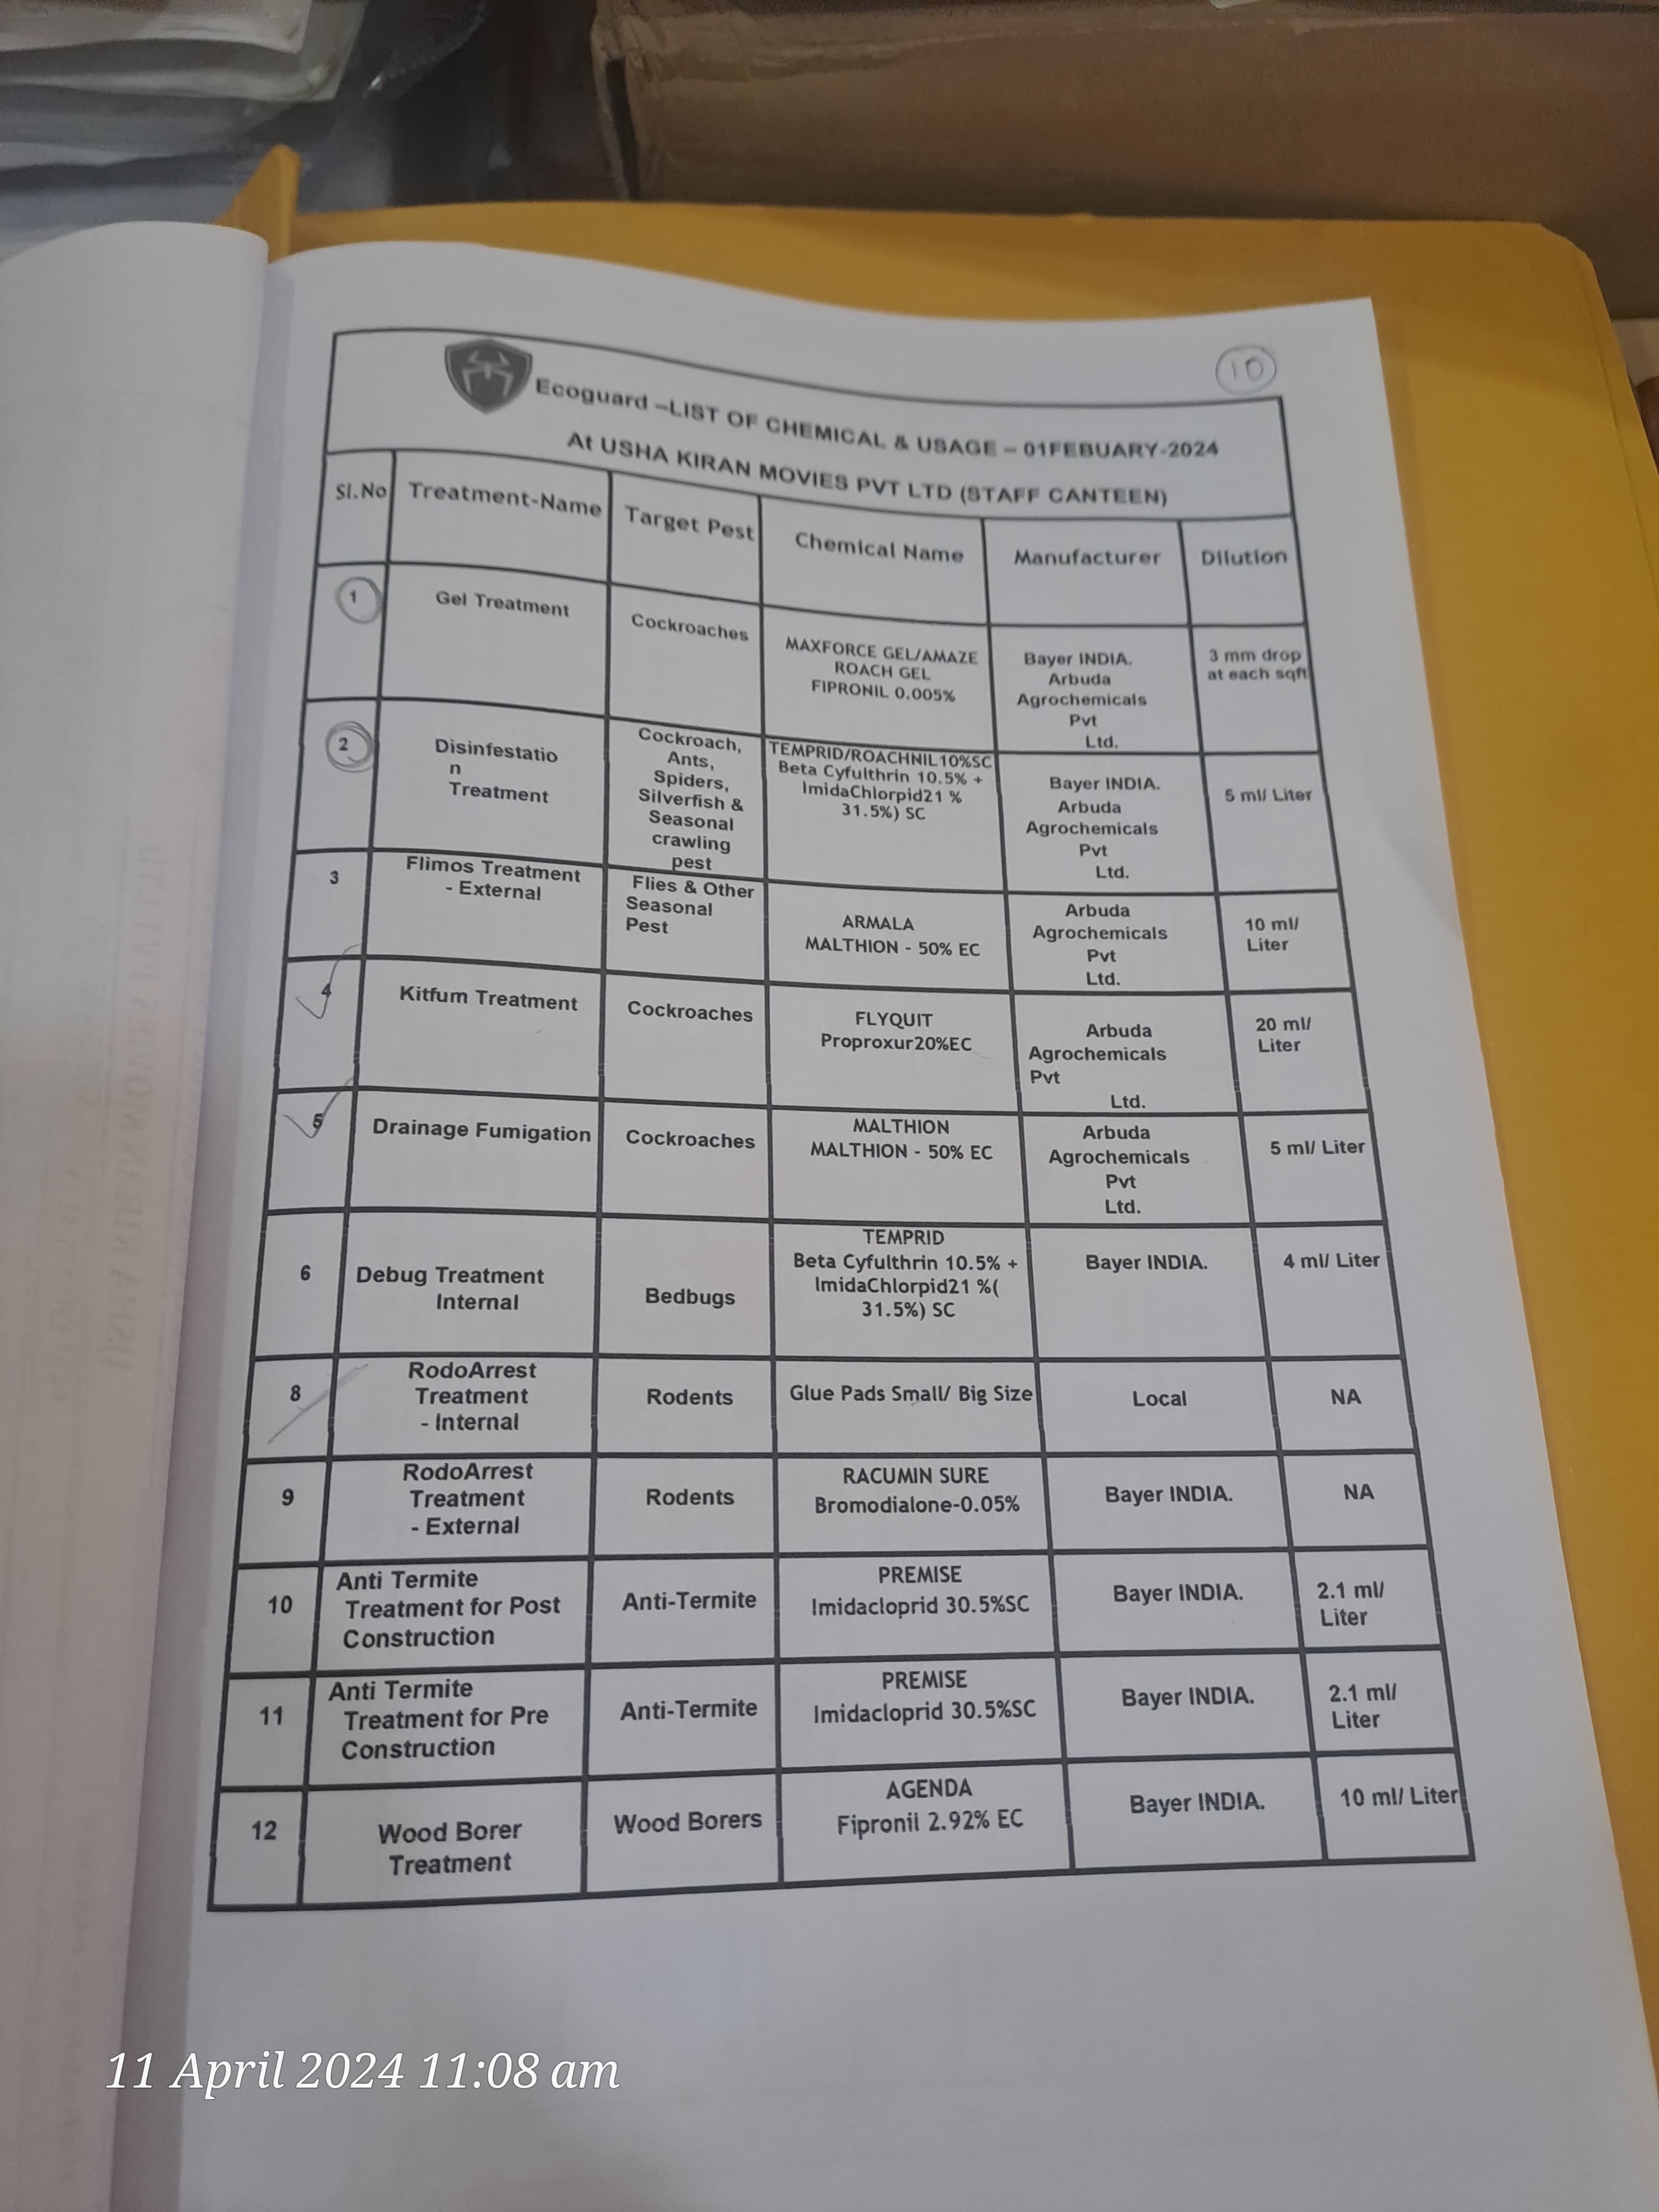 10
Ecoguard –LIST OF CHEMICAL & USAGE – 01FEBUARY-2024
At USHA KIRAN MOVIES PVT LTD (STAFF CANTEEN)
Sl.No Treatment-Name Target Pest Chemical Name Manufacturer Dilution
1
Gel Treatment
Cockroaches
MAXFORCE GEL/AMAZE
ROACH GEL
FIPRONIL 0.005%
Bayer INDIA.
Arbuda
Agrochemicals
Pvt
Ltd.
3 mm drop
at each sqft
2
Disinfestatio
n
Treatment
Cockroach,
Ants,
Spiders,
Silverfish &
Seasonal
crawling
pest
TEMPRID/ROACHNIL10%SC
Beta Cyfulthrin 10.5% +
ImidaChlorpid21 %
31.5%) SC
Bayer INDIA.
Arbuda
Agrochemicals
Pvt
Ltd.
5 ml/ Liter
3
Flimos Treatment
- External
Flies & Other
Seasonal
Pest
ARMALA
MALTHION - 50% EC
Arbuda
Agrochemicals
Pvt
Ltd.
10 ml/
Liter
4
Kitfum Treatment
Cockroaches
FLYQUIT
Proproxur20%EC
Arbuda
Agrochemicals
Pvt
Ltd.
20 ml/
Liter
5
Drainage Fumigation
Cockroaches
MALTHION
MALTHION - 50% EC
Arbuda
Agrochemicals
Pvt
Ltd.
5 ml/ Liter
6
Debug Treatment
Internal
Bedbugs
TEMPRID
Beta Cyfulthrin 10.5% +
ImidaChlorpid21 %(
31.5%) SC
Bayer INDIA.
4 ml/ Liter
8
RodoArrest
Treatment
- Internal
Rodents
Glue Pads Small/ Big Size
Local
NA
9
RodoArrest
Treatment
- External
Rodents
RACUMIN SURE
Bromodialone-0.05%
Bayer INDIA.
NA
10
Anti Termite
Treatment for Post
Construction
Anti-Termite
PREMISE
Imidacloprid 30.5%SC
Bayer INDIA.
2.1 ml/
Liter
11
Anti Termite
Treatment for Pre
Construction
Anti-Termite
PREMISE
Imidacloprid 30.5%SC
Bayer INDIA.
2.1 ml/
Liter
12
Wood Borer
Treatment
Wood Borers
AGENDA
Fipronil 2.92% EC
Bayer INDIA.
10 ml/ Liter
11 April 2024 11:08 am